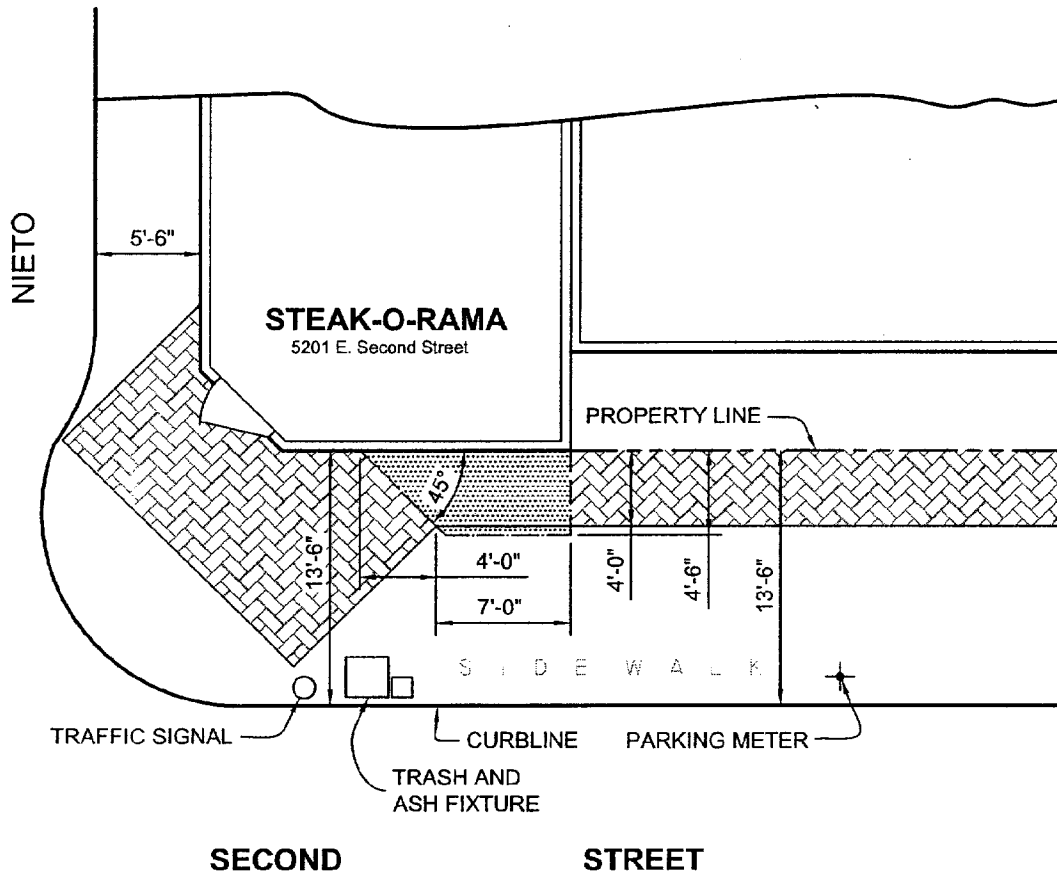 NIETO
5'-6"
STEAK-O-RAMA
5201 E. Second Street
PROPERTY LINE
45°
13'-6"
4'-0"
7'-0"
4'-0"
4'-6"
13'-6"
SIDEWALK
TRAFFIC SIGNAL
CURBLINE
PARKING METER
TRASH AND
ASH FIXTURE
SECOND STREET